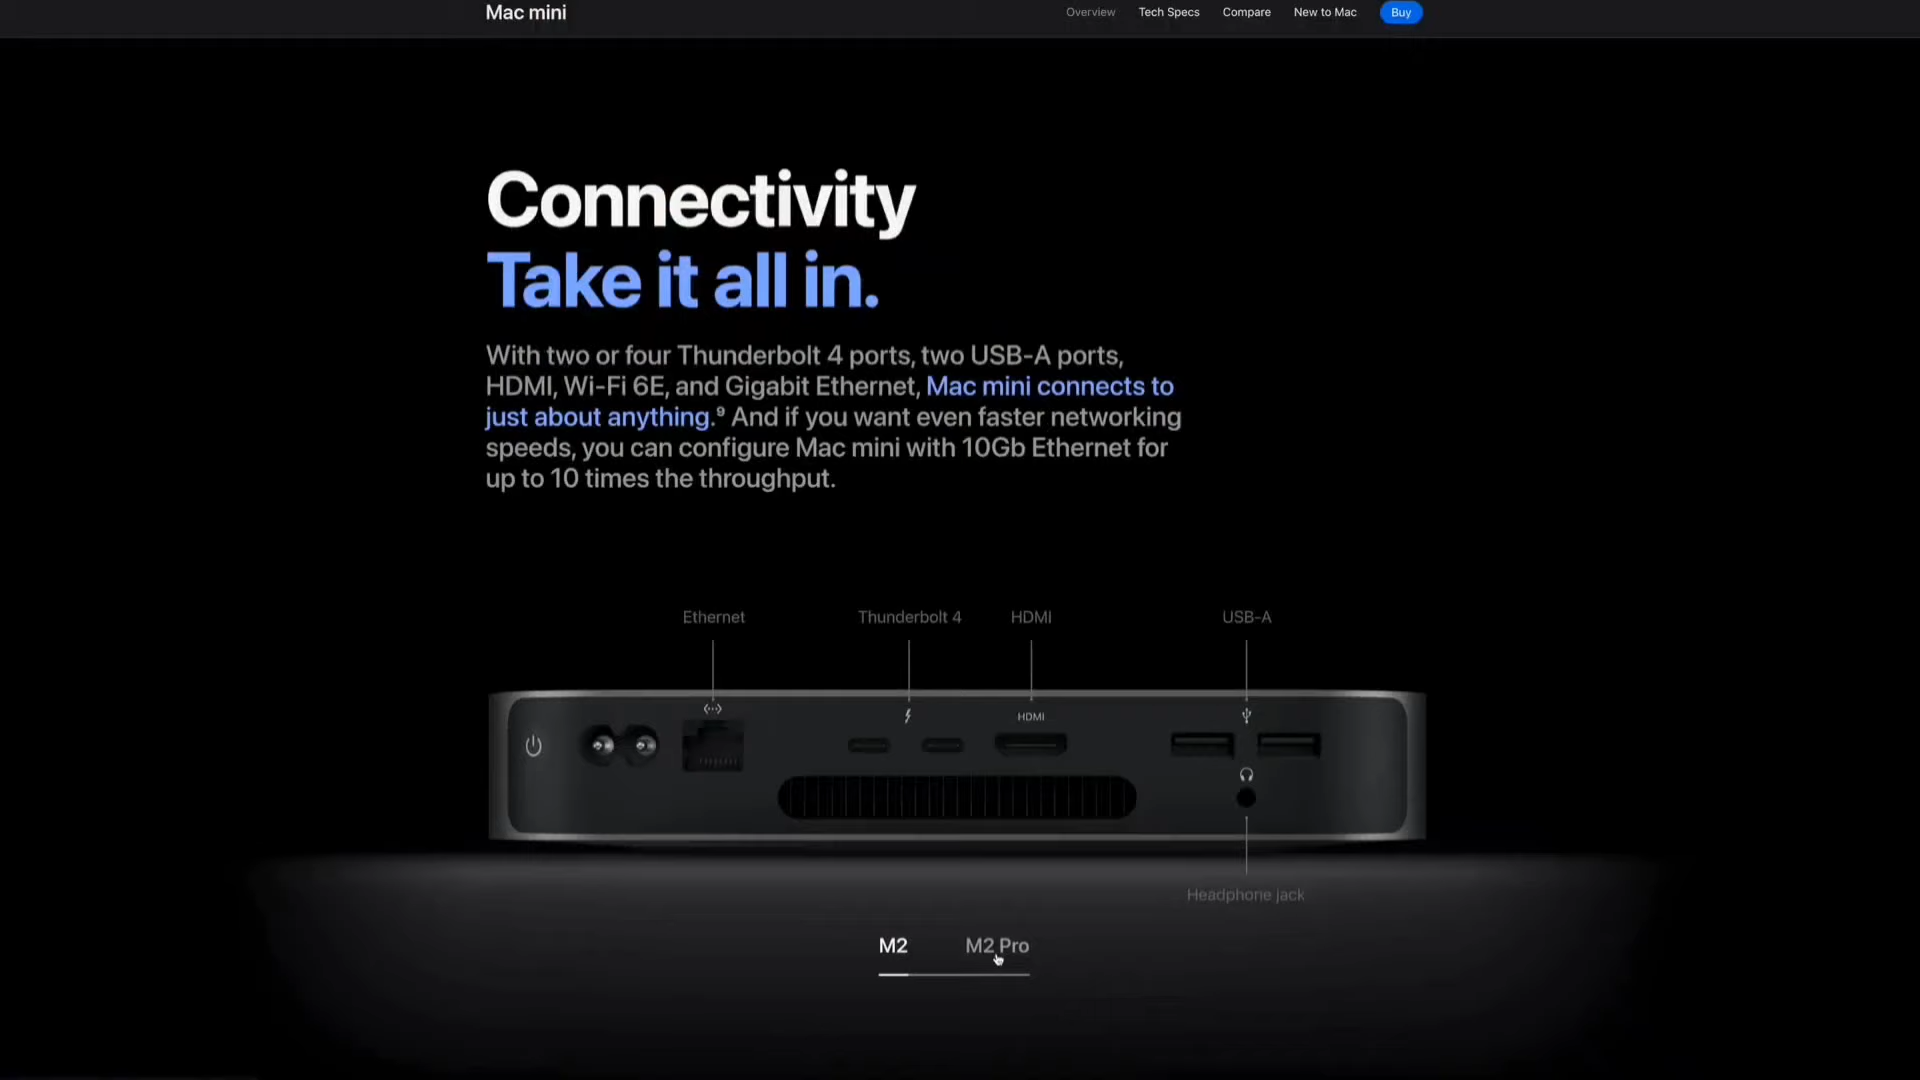 Mac mini
Overview Tech Specs Compare New to Mac Buy
Connectivity
Take it all in.
With two or four Thunderbolt 4 ports, two USB-A ports,
HDMI, Wi-Fi 6E, and Gigabit Ethernet, Mac mini connects to
just about anything.⁹ And if you want even faster networking
speeds, you can configure Mac mini with 10Gb Ethernet for
up to 10 times the throughput.
Ethernet Thunderbolt 4 HDMI USB-A
HDMI
Headphone jack
M2 M2 Pro